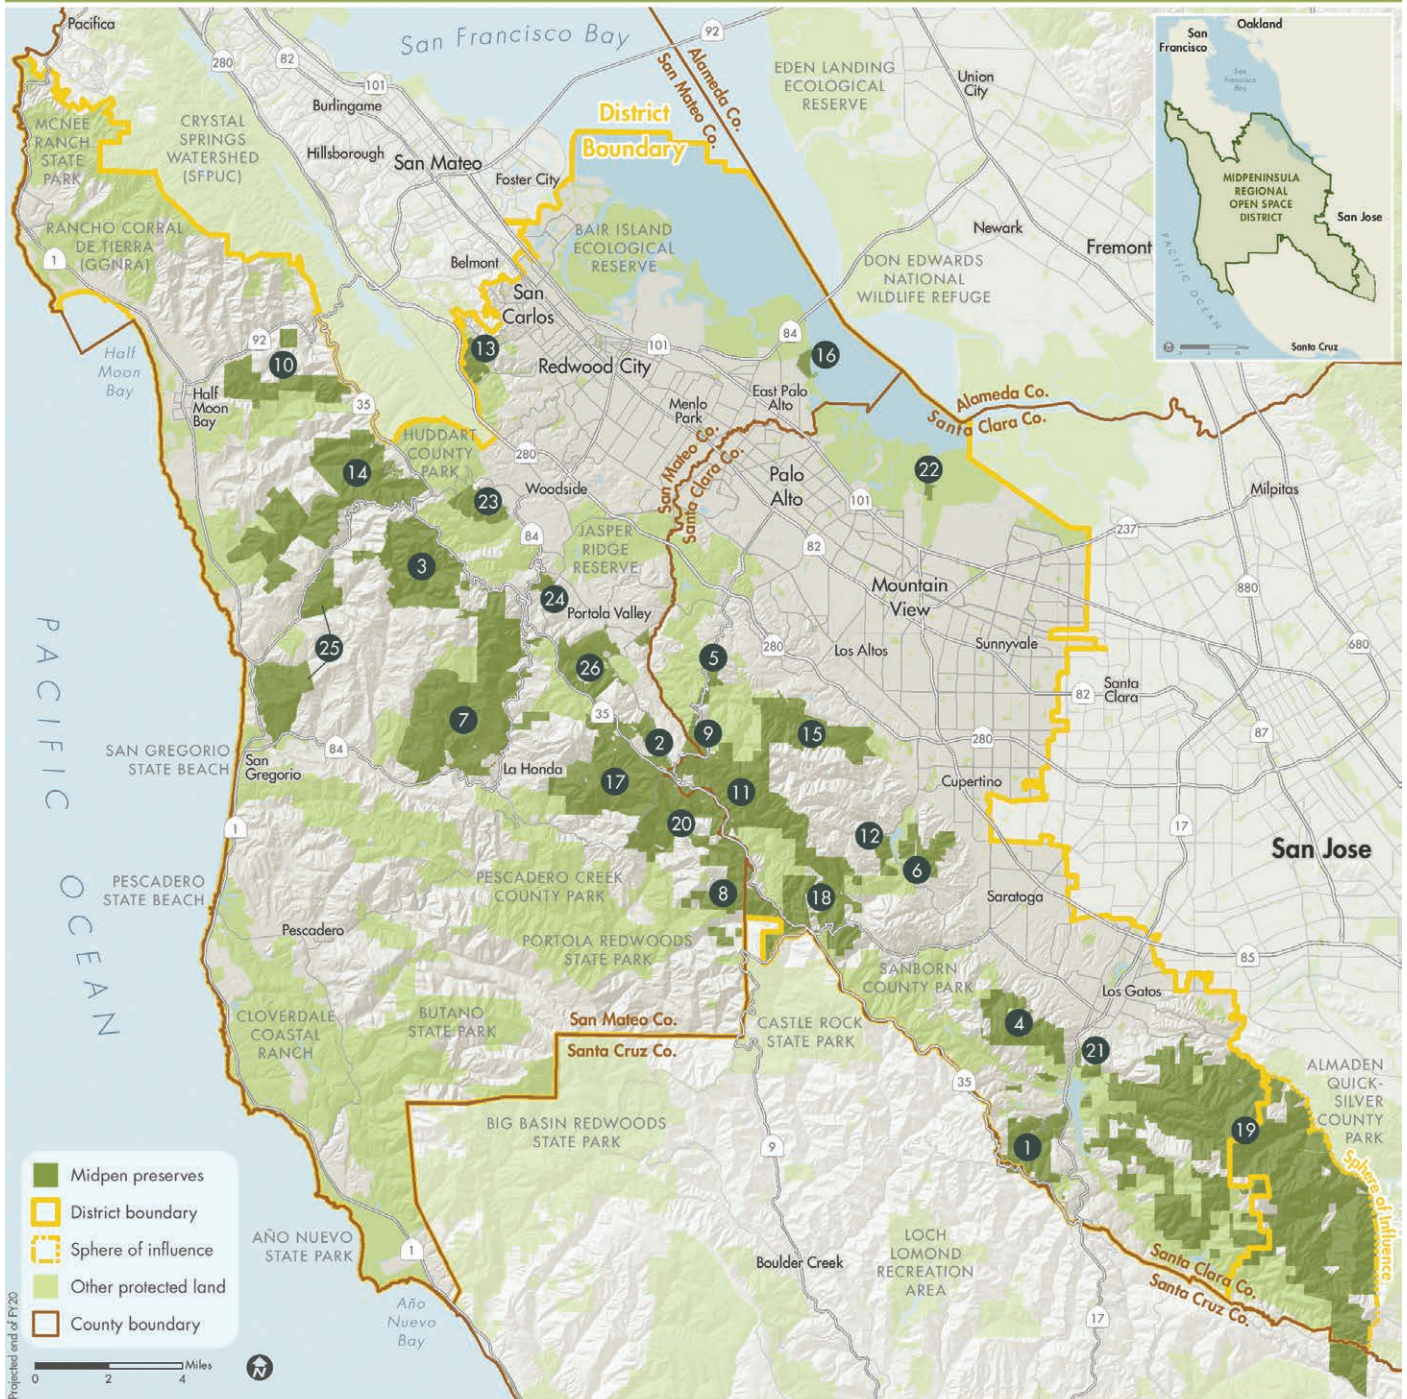 Pacifica
92
280
82
101
San Francisco Bay
Alameda Co.
San Mateo Co.
EDEN LANDING
ECOLOGICAL
RESERVE
Union
City
San
Francisco
Oakland
San
Francisco
Bay
MIDPENINSULA
REGIONAL
OPEN SPACE
DISTRICT
San Jose
PACIFIC OCEAN
Santa Cruz
MCNEE
RANCH
STATE
PARK
CRYSTAL
SPRINGS
WATERSHED
(SFPUC)
Burlingame
Hillsborough
San Mateo
Foster City
District
Boundary
RANCHO CORRAL
DE TIERRA
(GGNRA)
1
Belmont
San
Carlos
BAIR ISLAND
ECOLOGICAL
RESERVE
Newark
Fremont
DON EDWARDS
NATIONAL
WILDLIFE REFUGE
Half
Moon
Bay
92
10
13
101
84
16
Redwood City
Half
Moon
Bay
35
Menlo
Park
East Palo
Alto
Alameda Co.
Santa Clara Co.
HUDDART
COUNTY
PARK
280
San Mateo Co.
Santa Clara Co.
14
23
Woodside
Palo
Alto
22
101
Milpitas
84
JASPER
RIDGE
RESERVE
82
237
3
24
Portola Valley
Mountain
View
880
25
26
5
280
Los Altos
Sunnyvale
680
PACIFIC OCEAN
82
Santa
Clara
7
35
2
9
15
280
87
SAN GREGORIO
STATE BEACH
84
San
Gregorio
La Honda
17
11
Cupertino
1
20
12
17
San Jose
PESCADERO
STATE BEACH
PESCADERO CREEK
COUNTY PARK
8
18
6
Saratoga
Pescadero
PORTOLA REDWOODS
STATE PARK
SANBORN
COUNTY PARK
85
Los Gatos
CLOVERDALE
COASTAL
RANCH
BUTANO
STATE PARK
San Mateo Co.
Santa Cruz Co.
CASTLE ROCK
STATE PARK
4
21
ALMADEN
QUICK-
SILVER
COUNTY
PARK
35
BIG BASIN REDWOODS
STATE PARK
9
1
19
Sphere of Influence
AÑO NUEVO
STATE PARK
1
Boulder Creek
LOCH
LOMOND
RECREATION
AREA
Santa Clara Co.
Santa Cruz Co.
Año
Nuevo
Bay
17
Midpen preserves
District boundary
Sphere of influence
Other protected land
County boundary
0 2 4 Miles
N
Projected end of FY20